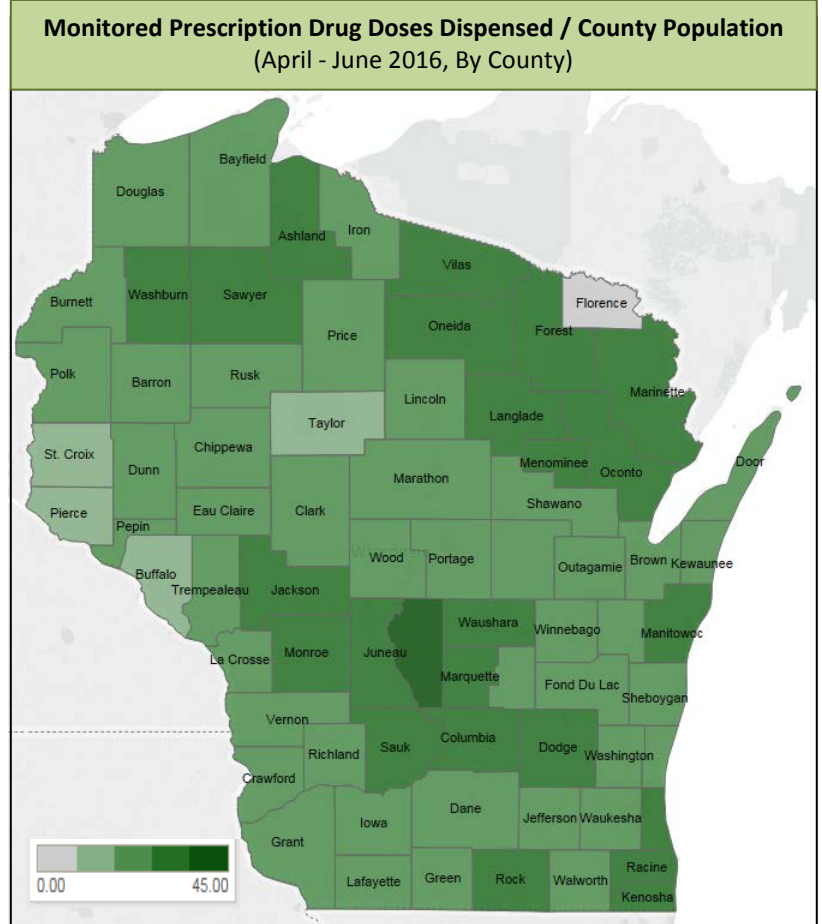 Monitored Prescription Drug Doses Dispensed / County Population
(April - June 2016, By County)
Bayfield
Douglas
Ashland
Iron
Vilas
Washburn
Sawyer
Burnett
Florence
Oneida
Forest
Price
Polk
Barron
Rusk
Marinette
Lincoln
Langlade
Taylor
St. Croix
Chippewa
Dunn
Menominee
Door
Oconto
Marathon
Shawano
Pierce
Eau Claire
Clark
Pepin
Wisconsin
Wood
Portage
Brown
Kewaunee
Outagamie
Buffalo
Trempealeau
Jackson
Waushara
Winnebago
Manitowoc
La Crosse
Monroe
Juneau
Marquette
Fond Du Lac
Sheboygan
Vernon
Columbia
Sauk
Dodge
Richland
Washington
Crawford
Dane
Iowa
Jefferson
Waukesha
Grant
Racine
Lafayette
Green
Rock
Walworth
Kenosha
0.00
45.00